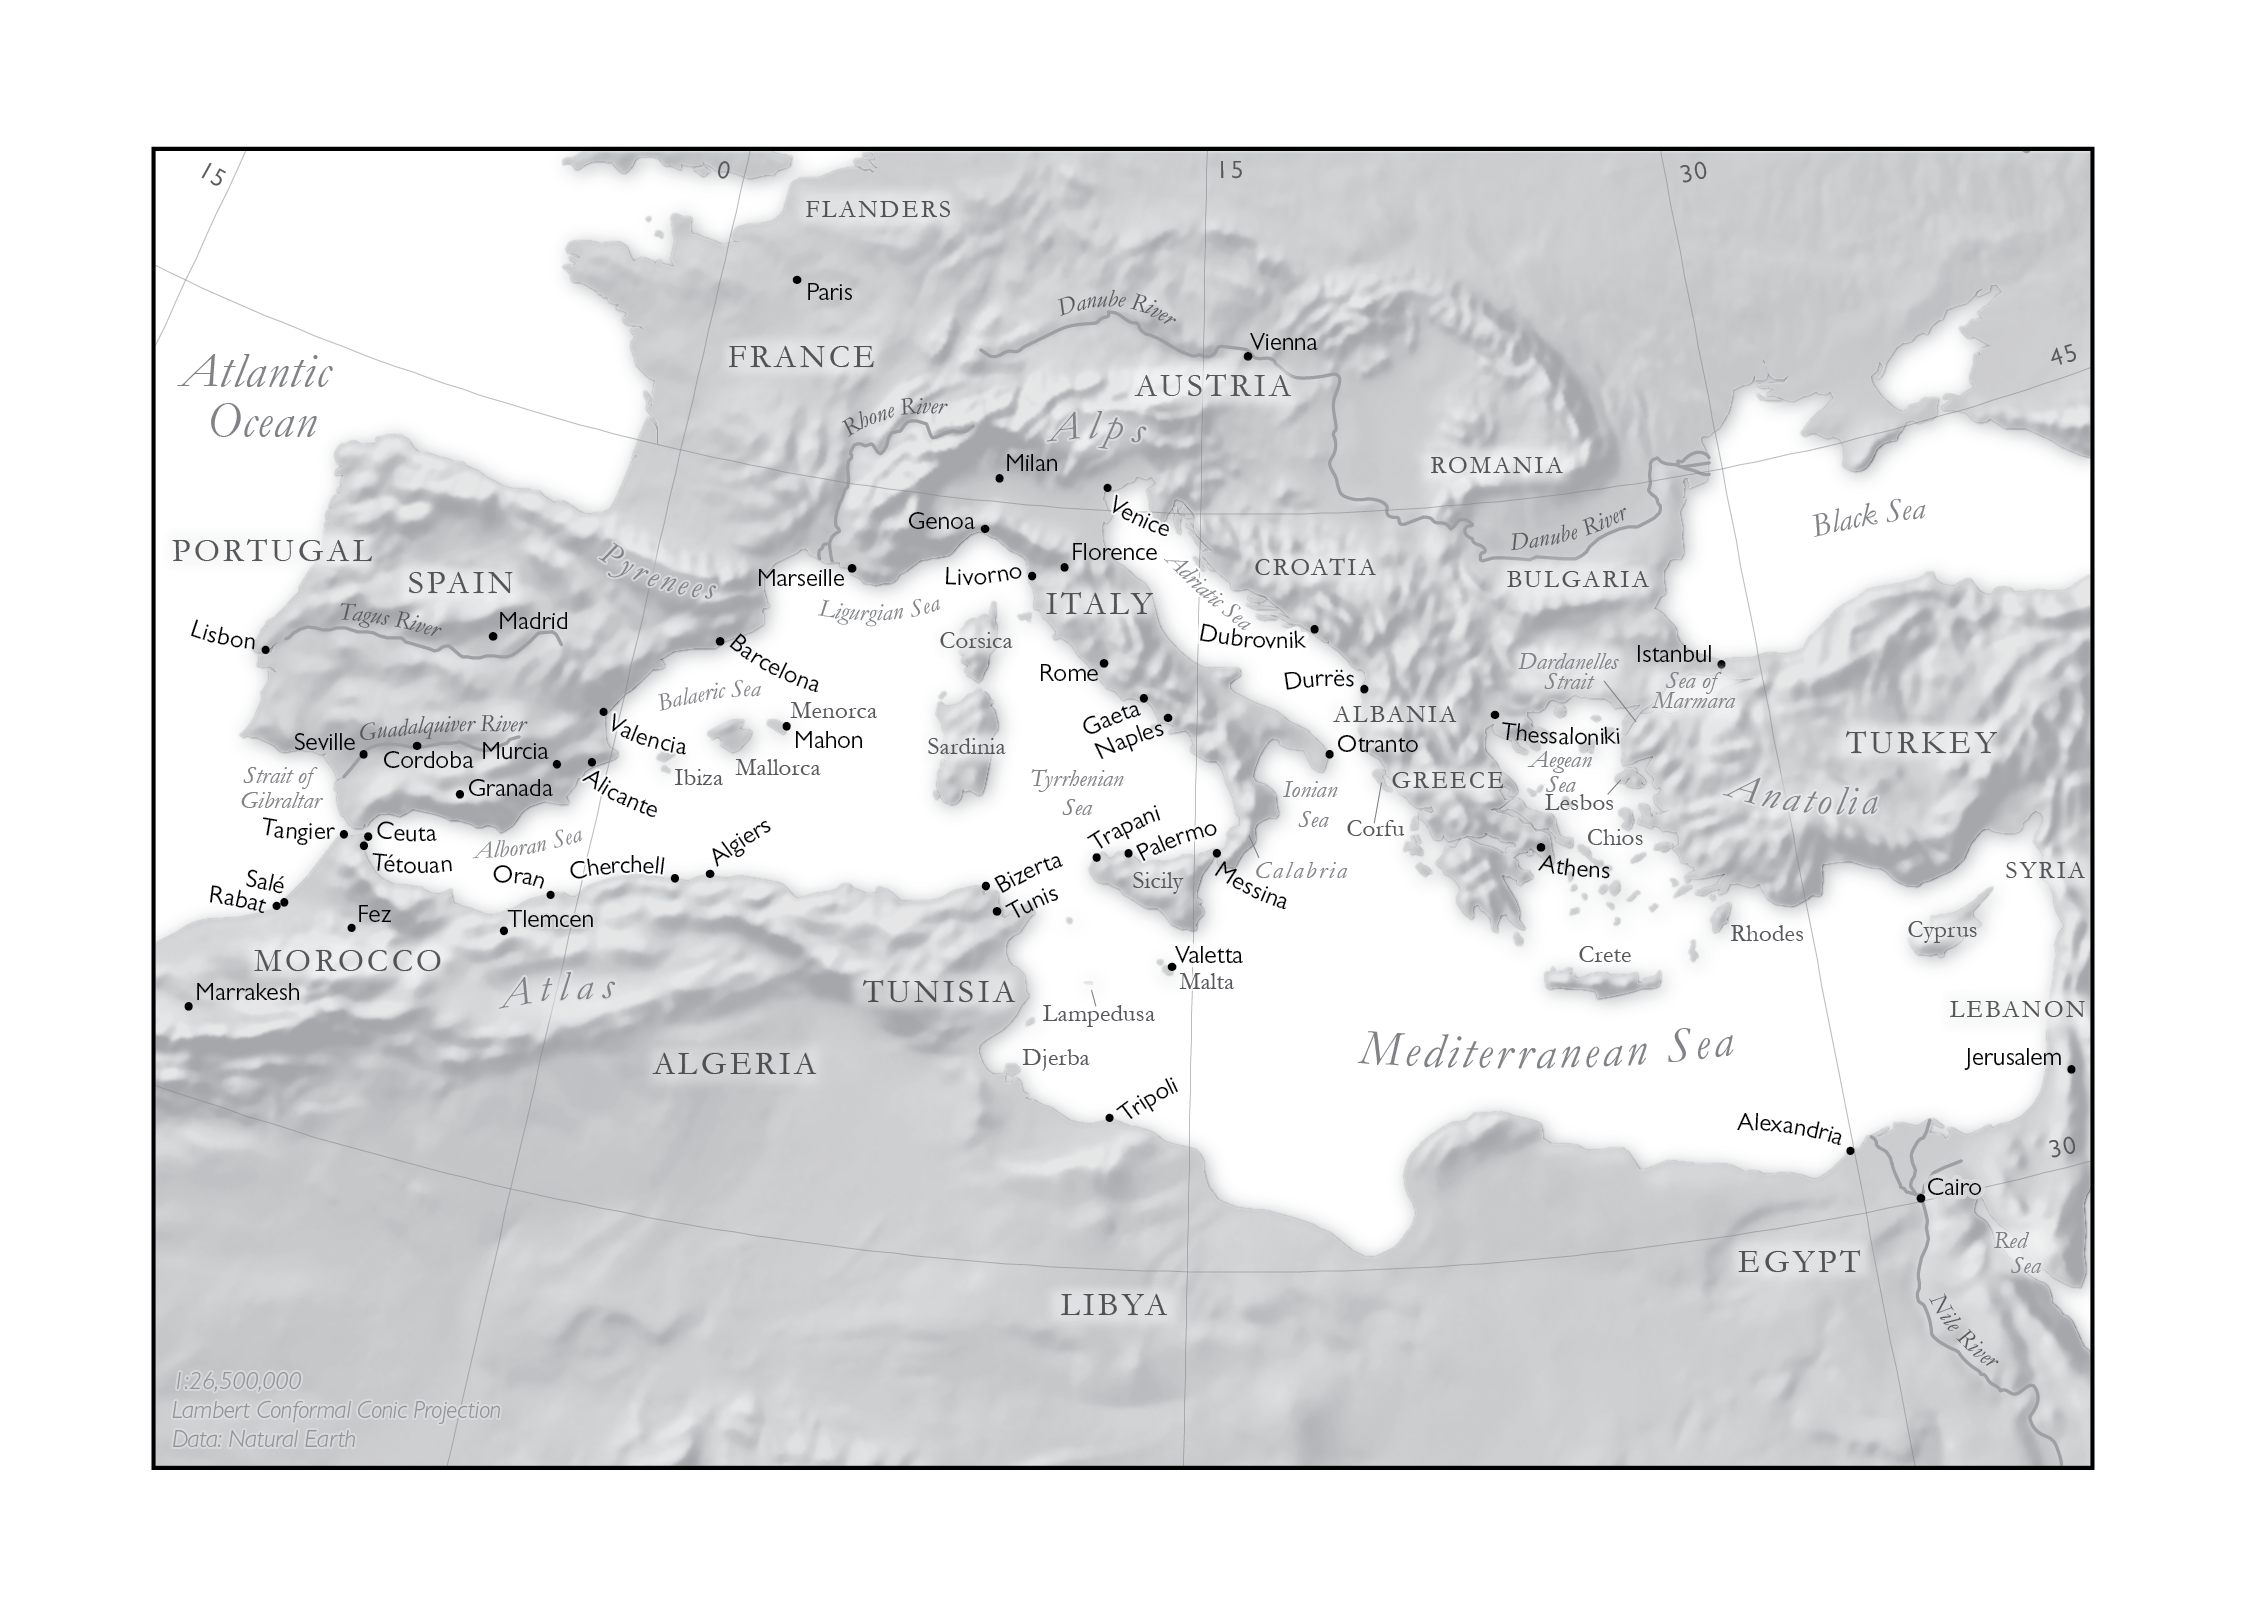 15
0
15
30
FLANDERS
Paris
Danube River
Vienna
FRANCE
AUSTRIA
45
Atlantic
Ocean
Rhone River
Alps
Milan
ROMANIA
Venice
Genoa
Black Sea
Danube River
PORTUGAL
SPAIN
Pyrenees
Marseille
Livorno
Florence
CROATIA
BULGARIA
Ligurgian Sea
ITALY
Adriatic Sea
Tagus River
Madrid
Lisbon
Barcelona
Corsica
Dubrovnik
Rome
Durrës
Dardanelles
Strait
Istanbul
Sea of
Marmara
Balaeric Sea
Menorca
Mahon
Gaeta
Naples
ALBANIA
Otranto
Thessaloniki
TURKEY
Guadalquiver River
Seville
Cordoba
Murcia
Valencia
Ibiza
Mallorca
Sardinia
Strait of
Gibraltar
Granada
Alicante
Tyrrhenian
Sea
Ionian
Sea
GREECE
Corfu
Aegean
Sea
Lesbos
Anatolia
Chios
Tangier
Ceuta
Tétouan
Alboran Sea
Oran
Cherchell
Algiers
Bizerta
Tunis
Trapani
Palermo
Sicily
Messina
Calabria
Athens
SYRIA
Salé
Rabat
Fez
Tlemcen
Rhodes
Cyprus
MOROCCO
Marrakesh
Atlas
TUNISIA
Valetta
Malta
Crete
Lampedusa
LEBANON
ALGERIA
Djerba
Mediterranean Sea
Jerusalem
Tripoli
Alexandria
30
Cairo
Red
Sea
EGYPT
LIBYA
Nile River
1:26,500,000
Lambert Conformal Conic Projection
Data: Natural Earth